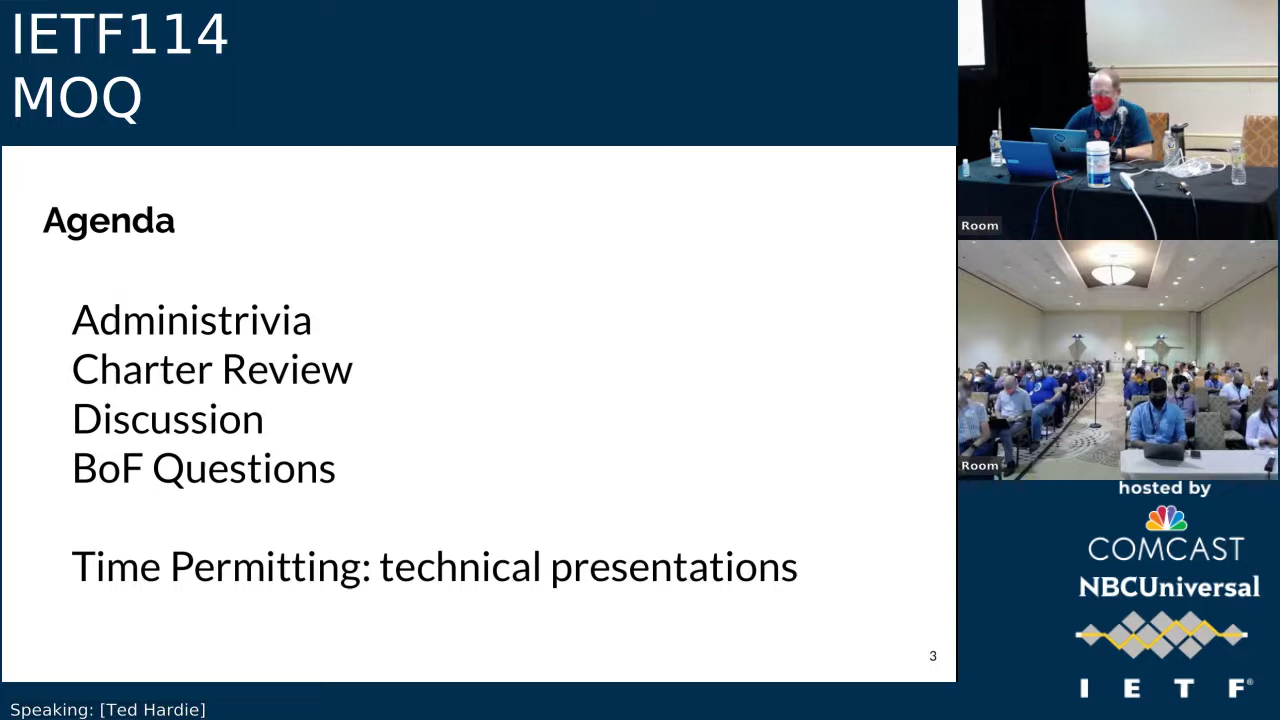 IETF114
MOQ
Agenda
Administrivia
Charter Review
Discussion
BoF Questions
Time Permitting: technical presentations
3
Speaking: [Ted Hardie]
Room
Room
hosted by
COMCAST
NBCUniversal
I E T F®